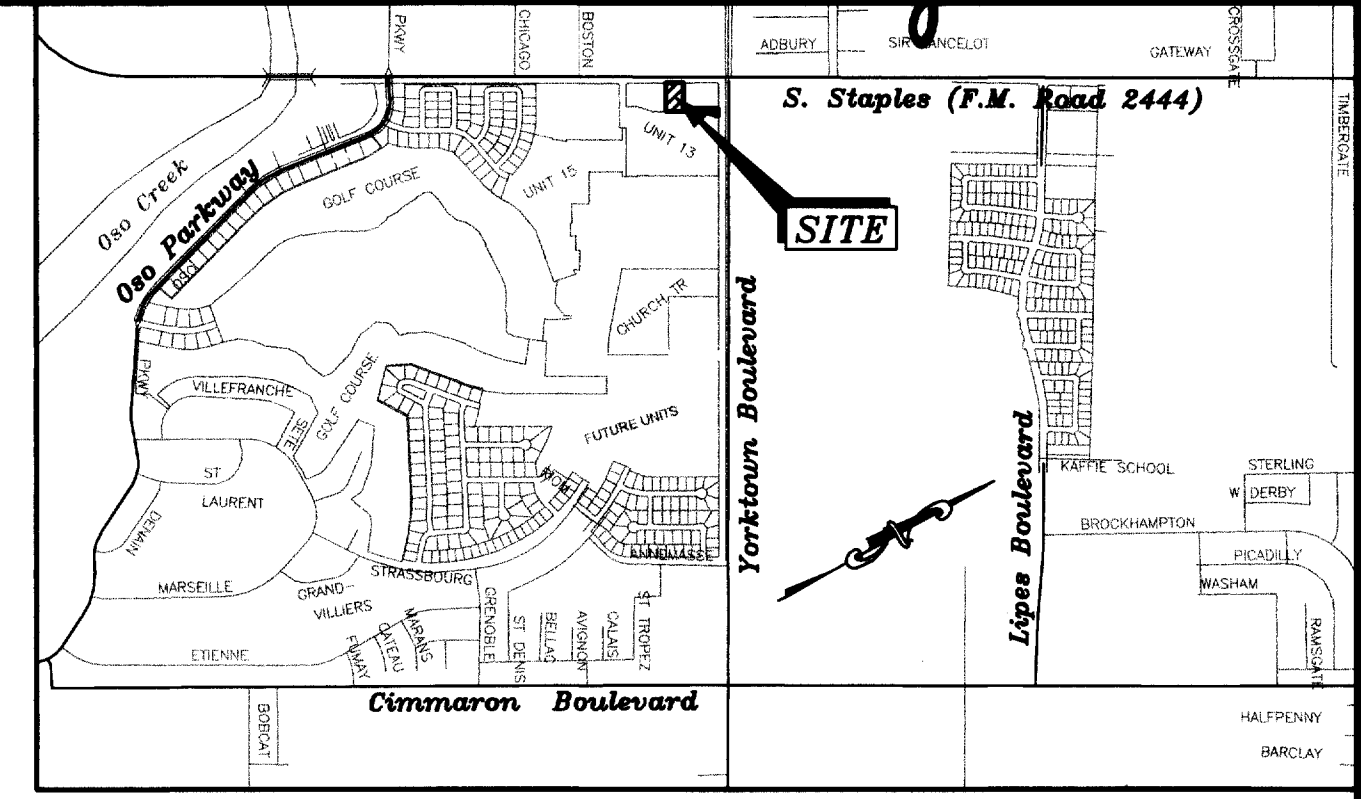 PKWY
CHICAGO
BOSTON
ADBURY
GATEWAY
CROSSGATE
S. Staples (F.M. Road 2444)
TIMBERGATE
UNIT 13
Oso Creek
Oso Parkway
GOLF COURSE
UNIT 15
SITE
CHURCH TR
Yorktown Boulevard
PKWY
VILLEFRANCHE
SETE
GOLF COURSE
FUTURE UNITS
Lipes Boulevard
KAFFIE SCHOOL
STERLING
W DERBY
ST
LAURENT
DENAIN
BROCKHAMPTON
PICADILLY
WASHAM
ANNEMASSE
MARSEILLE
STRASSBOURG
GRAND-
VILLIERS
GRENOBLE
ST DENIS
BELLAC
AVIGNON
CALAIS
ST TROPEZ
MARANS
CATEAU
FUMAY
ETIENNE
RAMSGATE
Cimmaron Boulevard
BOBCAT
HALFPENNY
BARCLAY